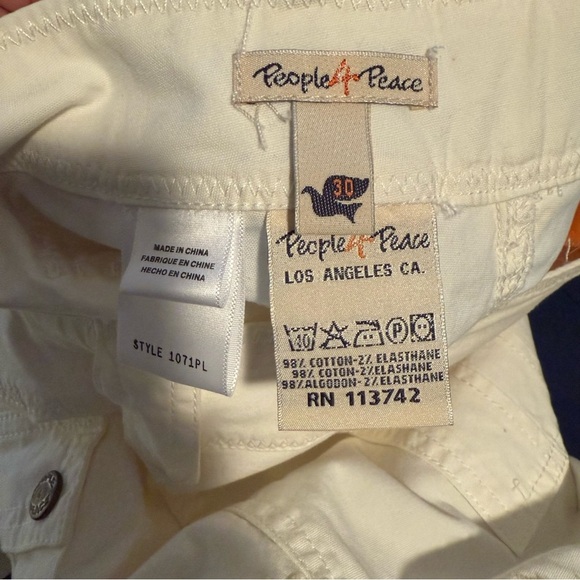 People4Peace
30
People4Peace
LOS ANGELES CA.
30
98% COTTON-2% ELASTHANE
98% COTON-2% ELASHANE
98%ALGODON-2% ELASTHANE
RN 113742
MADE IN CHINA
FABRIQUE EN CHINE
HECHO EN CHINA
STYLE 1071PL